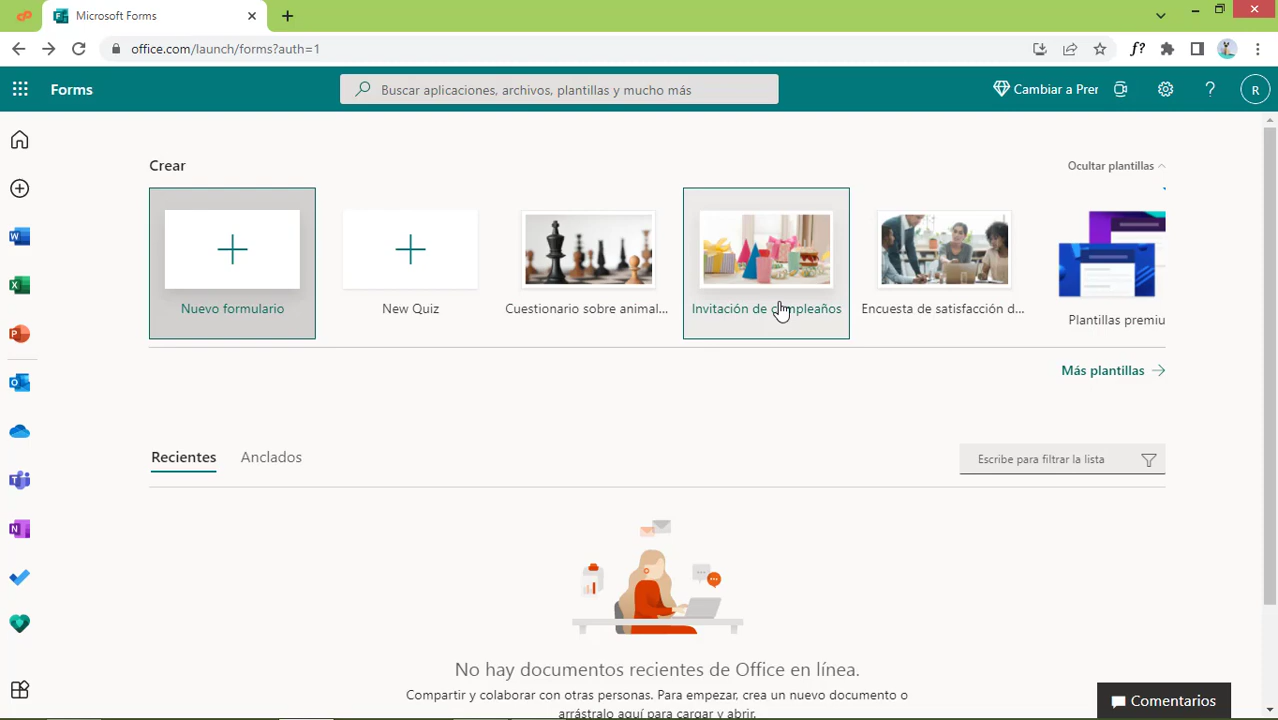 Microsoft Forms
office.com/launch/forms?auth=1
f?
Forms
Buscar aplicaciones, archivos, plantillas y mucho más
Cambiar a Prer
?
R
Crear
Ocultar plantillas
Nuevo formulario
New Quiz
Cuestionario sobre animal...
Invitación de cumpleaños
Encuesta de satisfacción d...
Plantillas premiu
Más plantillas
Recientes
Anclados
Escribe para filtrar la lista
No hay documentos recientes de Office en línea.
Compartir y colaborar con otras personas. Para empezar, crea un nuevo documento o
arrástralo aquí para cargar y abrir.
Comentarios